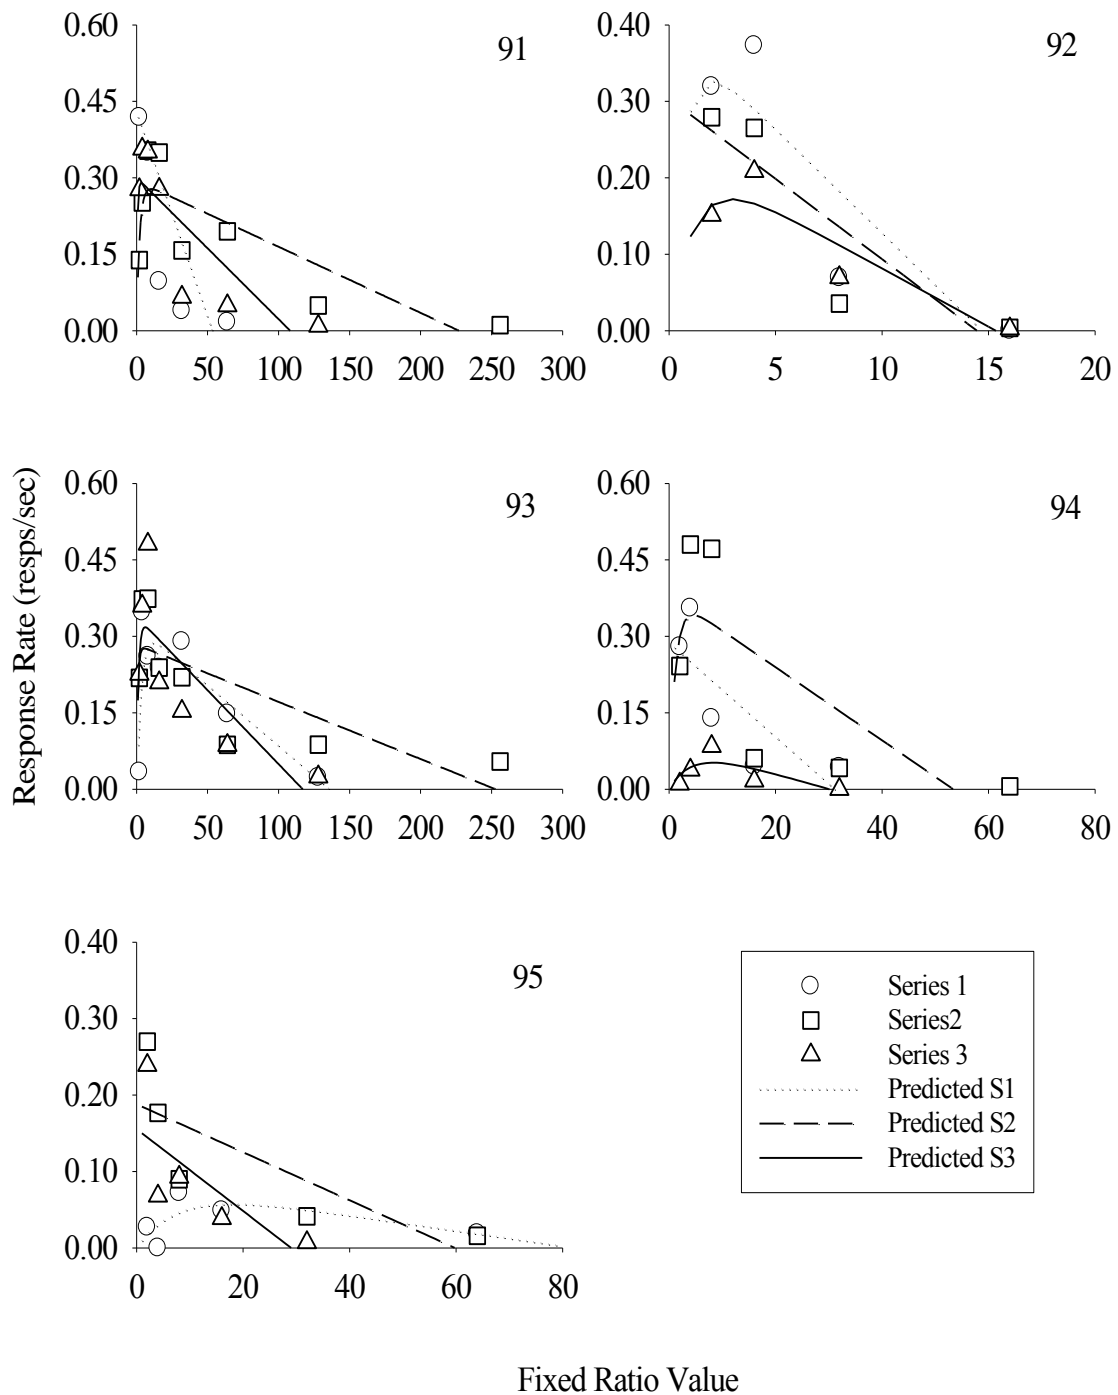 0.60
0.45
0.30
0.15
0.00
91
0 50 100 150 200 250 300
0.40
0.30
0.20
0.10
0.00
92
0 5 10 15 20
Response Rate (resps/sec)
0.60
0.45
0.30
0.15
0.00
93
0 50 100 150 200 250 300
0.60
0.45
0.30
0.15
0.00
94
0 20 40 60 80
0.40
0.30
0.20
0.10
0.00
95
0 20 40 60 80
Series 1
Series2
Series 3
Predicted S1
Predicted S2
Predicted S3
Fixed Ratio Value